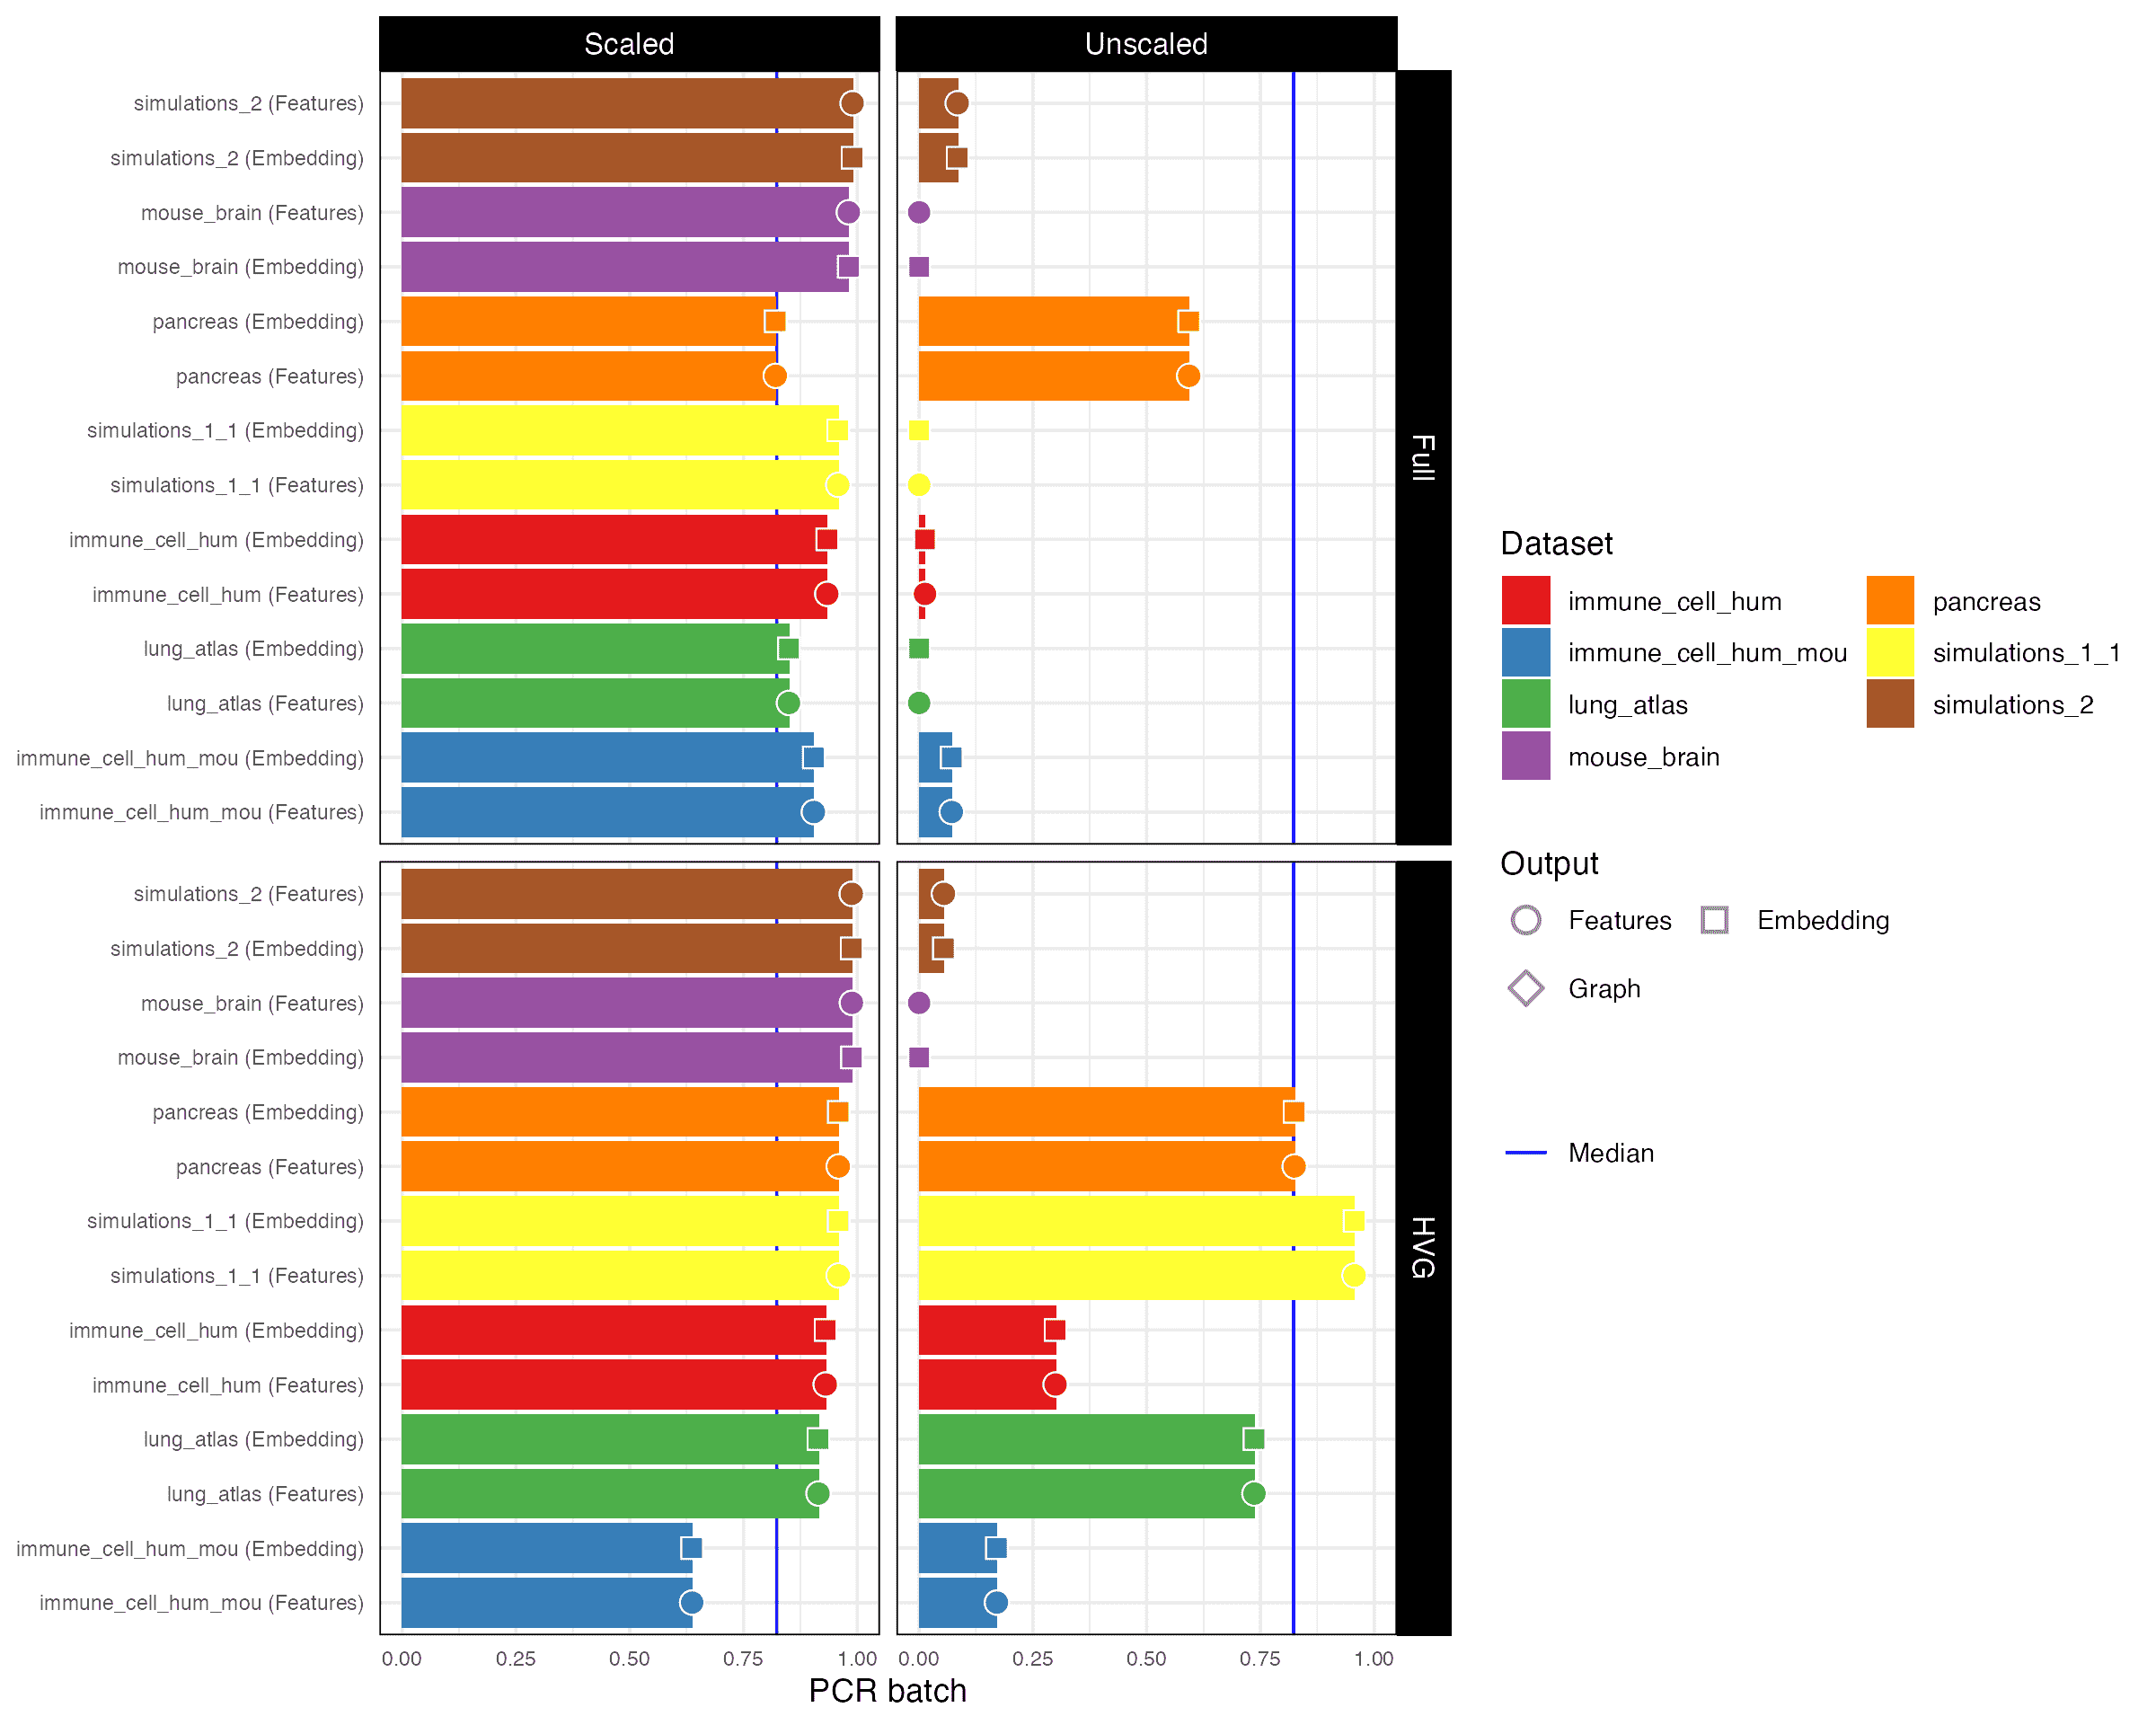 Scaled
Unscaled
simulations_2 (Features)
simulations_2 (Embedding)
mouse_brain (Features)
mouse_brain (Embedding)
pancreas (Embedding)
pancreas (Features)
simulations_1_1 (Embedding)
simulations_1_1 (Features)
immune_cell_hum (Embedding)
immune_cell_hum (Features)
lung_atlas (Embedding)
lung_atlas (Features)
immune_cell_hum_mou (Embedding)
immune_cell_hum_mou (Features)
Full
simulations_2 (Features)
simulations_2 (Embedding)
mouse_brain (Features)
mouse_brain (Embedding)
pancreas (Embedding)
pancreas (Features)
simulations_1_1 (Embedding)
simulations_1_1 (Features)
immune_cell_hum (Embedding)
immune_cell_hum (Features)
lung_atlas (Embedding)
lung_atlas (Features)
immune_cell_hum_mou (Embedding)
immune_cell_hum_mou (Features)
HVG
0.00 0.25 0.50 0.75 1.00 0.00 0.25 0.50 0.75 1.00
PCR batch
Dataset
immune_cell_hum
immune_cell_hum_mou
lung_atlas
mouse_brain
pancreas
simulations_1_1
simulations_2
Output
Features
Embedding
Graph
Median